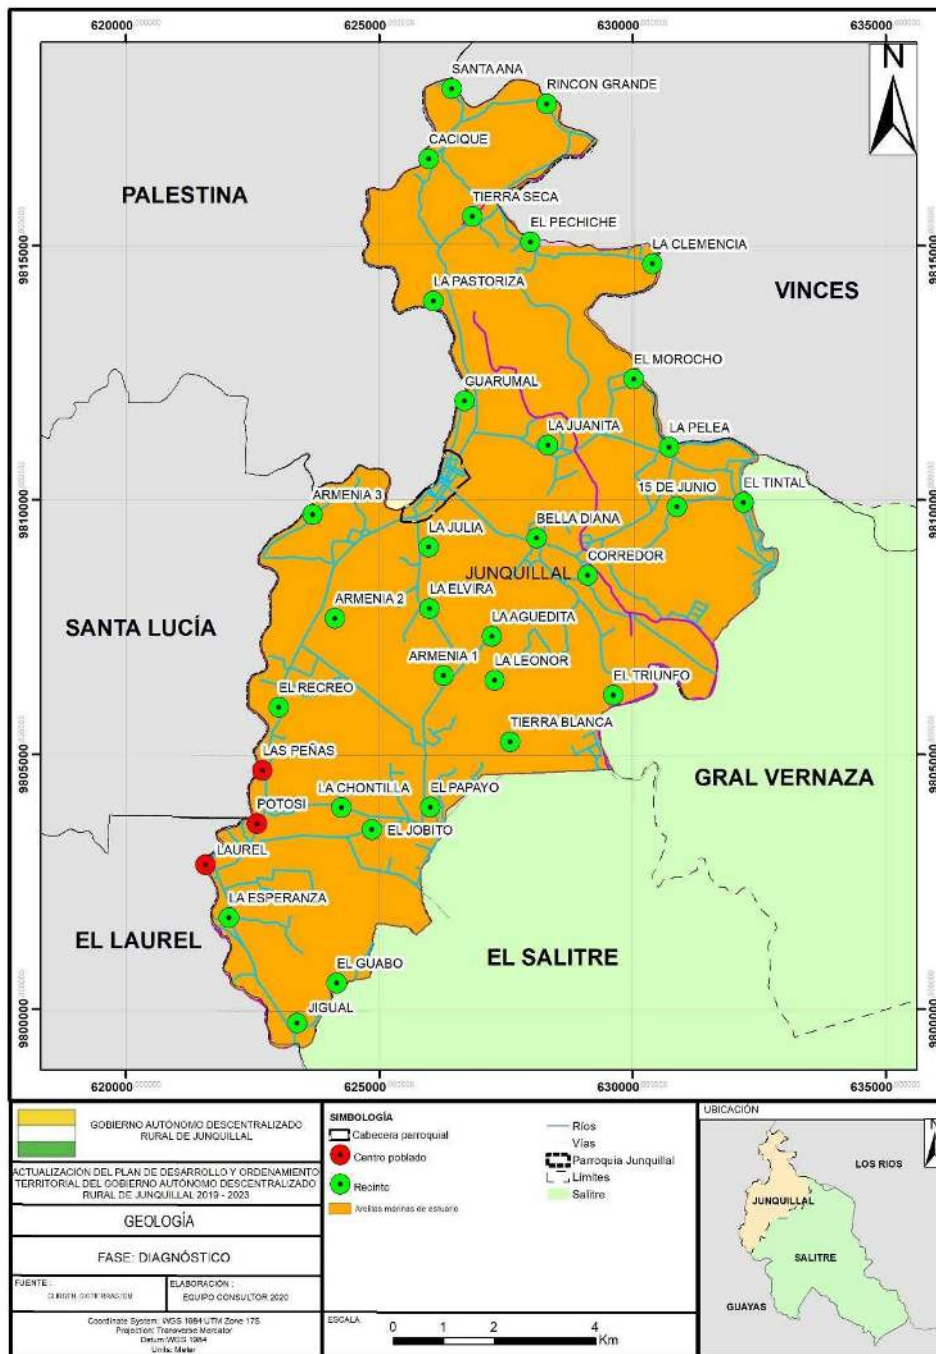 620000
625000
630000
635000
N
SANTA ANA
RINCON GRANDE
CACIQUE
PALESTINA
TIERRA SECA
EL PECHICHE
9815000
LA CLEMENCIA
9815000
LA PASTORIZA
VINCES
EL MOROCHO
GUARUMAL
LA JUANITA
LA PELEA
ARMENIA 3
15 DE JUNIO
EL TINTAL
9810000
9810000
LA JULIA
BELLA DIANA
JUNQUILLAL
CORREDOR
ARMENIA 2
LA ELVIRA
SANTA LUCÍA
LA AGUEDITA
ARMENIA 1
LA LEONOR
EL RECREO
EL TRIUNFO
TIERRA BLANCA
LAS PEÑAS
9805000
9805000
GRAL VERNAZA
LA CHONTILLA
EL PAPAYO
POTOSI
EL JOBITO
LAUREL
LA ESPERANZA
EL LAUREL
EL SALITRE
EL GUABO
JIGUAL
9800000
9800000
620000
625000
630000
635000
GOBIERNO AUTÓNOMO DESCENTRALIZADO
RURAL DE JUNQUILLAL
ACTUALIZACIÓN DEL PLAN DE DESARROLLO Y ORDENAMIENTO
TERRITORIAL DEL GOBIERNO AUTÓNOMO DESCENTRALIZADO
RURAL DE JUNQUILLAL 2019 - 2023
GEOLOGÍA
FASE: DIAGNÓSTICO
FUENTE :
ELABORACIÓN :
EQUIPO CONSULTOR 2020
Coordinate System: WGS 1984 UTM Zone 17S
Projection: Transverse Mercator
Datum: WGS 1984
Units: Meter
SIMBOLOGÍA
Cabecera parroquial
Centro poblado
Recinto
Arcillas marinas de estuario
Ríos
Vías
Parroquia Junquillal
Límites
Salitre
ESCALA
0 1 2 4
Km
UBICACIÓN
N
LOS RIOS
JUNQUILLAL
SALITRE
GUAYAS